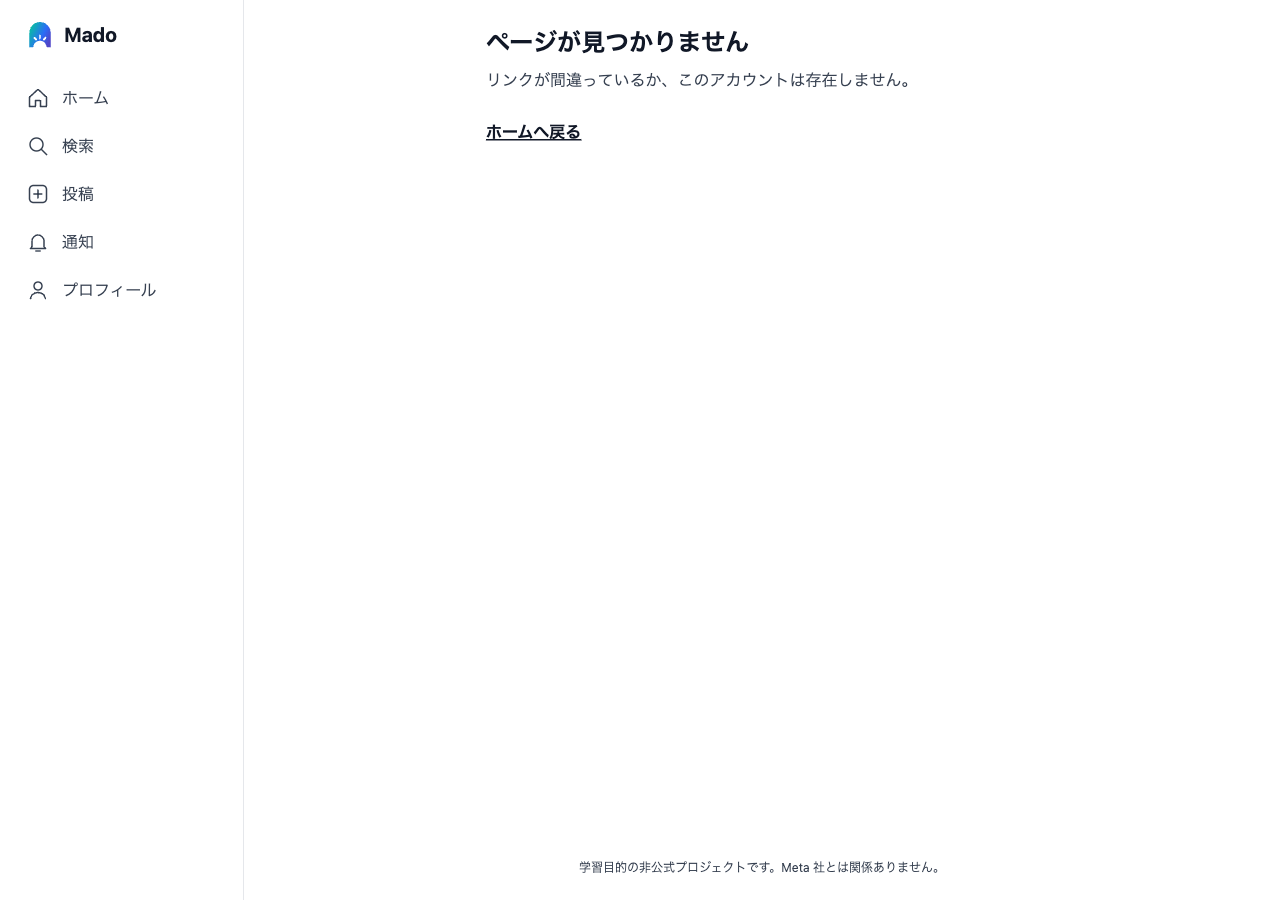 Mado
ホーム
検索
投稿
通知
プロフィール
ページが見つかりません
リンクが間違っているか、このアカウントは存在しません。
ホームへ戻る
学習目的の非公式プロジェクトです。Meta 社とは関係ありません。